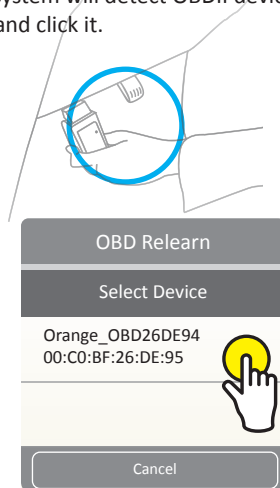 system will detect OBDII devic
and click it.
OBD Relearn
Select Device
Orange_OBD26DE94
00:C0:BF:26:DE:95
Cancel